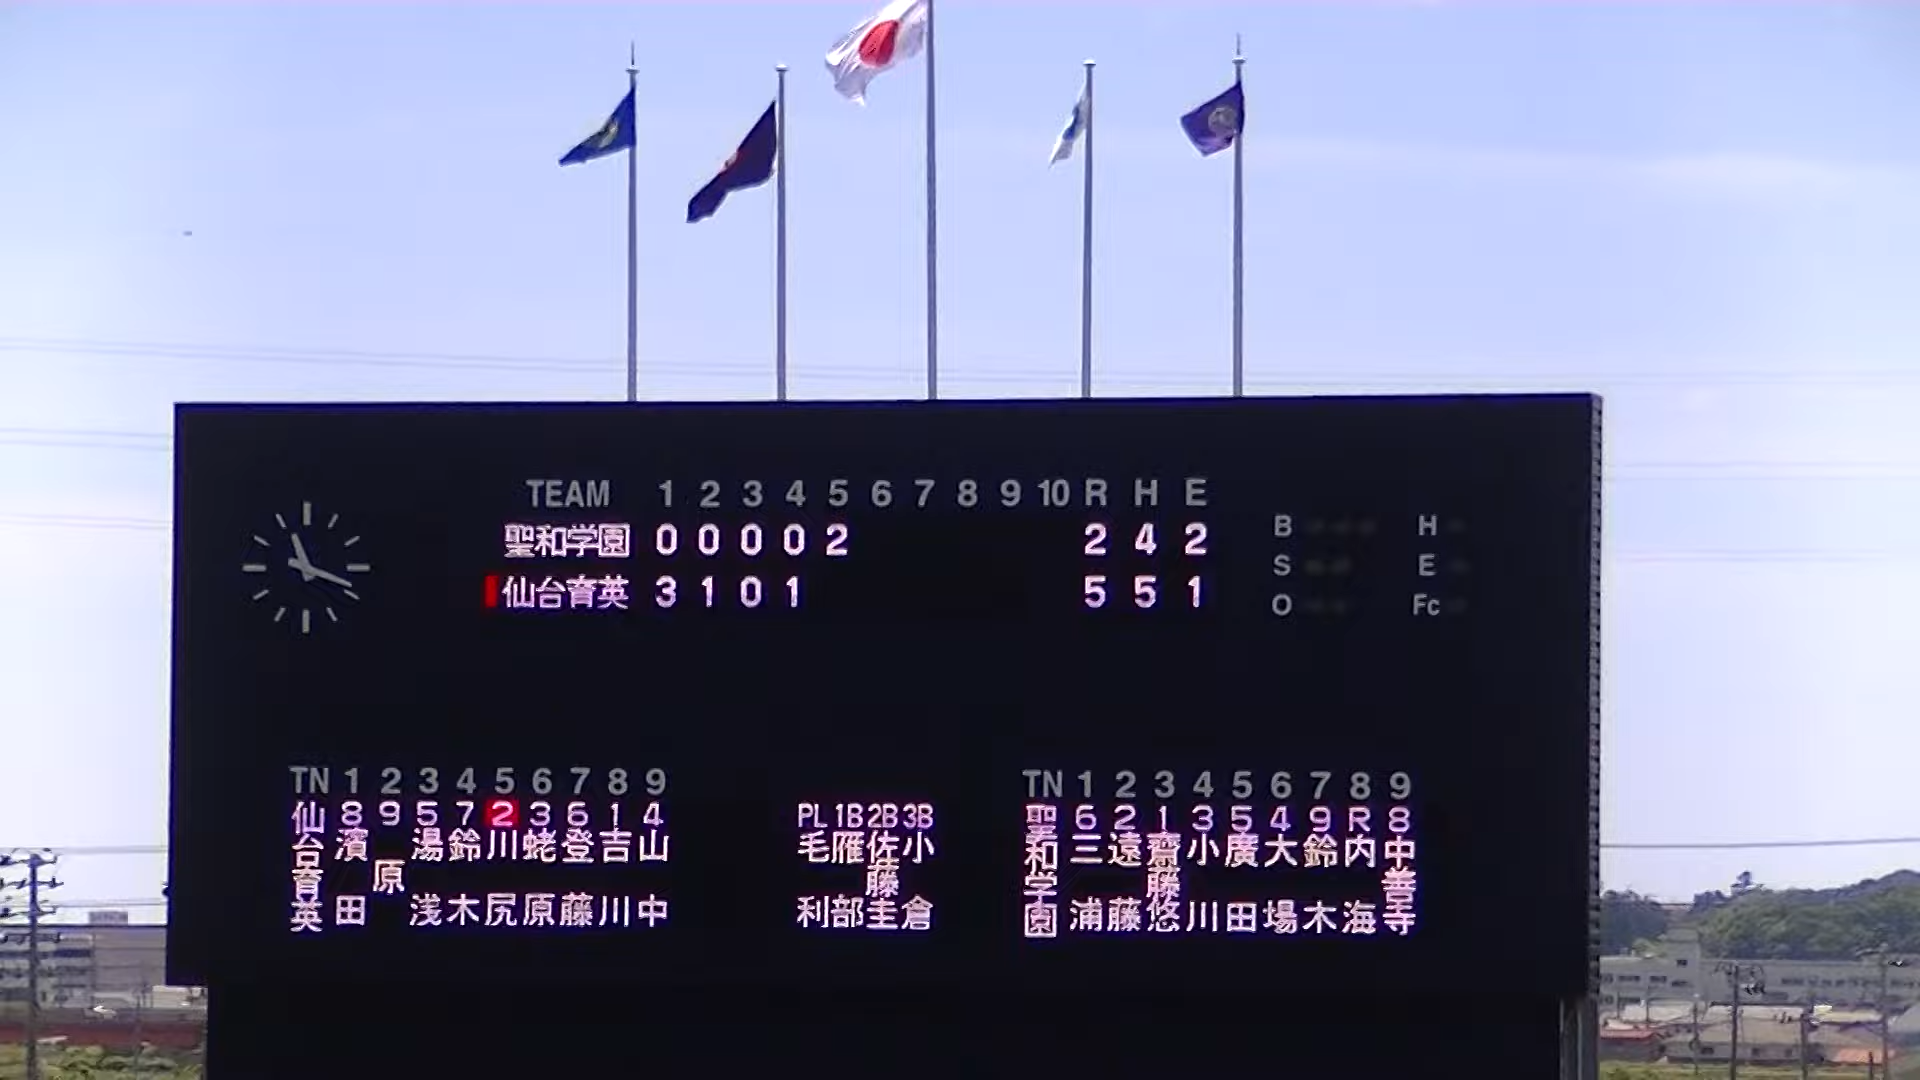 TEAM 1 2 3 4 5 6 7 8 9 10 R H E
聖和学園 0 0 0 0 2 2 4 2
仙台育英 3 1 0 1 5 5 1
B H
S E
O Fc
TN 1 2 3 4 5 6 7 8 9
仙台育英 8 9 5 7 2 3 6 1 4
濱田 原 湯浅 鈴木 川尻 蛯原 登藤 吉川 山中
PL 1B 2B 3B
毛利 雁部 佐藤圭 小倉
TN 1 2 3 4 5 6 7 8 9
聖和学園 6 2 1 3 5 4 9 R 8
三浦 遠藤 齋藤悠 小川 廣田 大場 鈴木 内海 中善寺